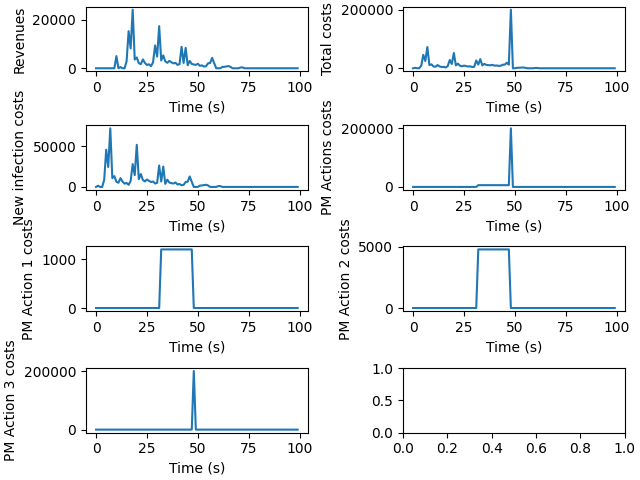 Revenues
20000
0
0 25 50 75 100
Time (s)
Total costs
200000
0
0 25 50 75 100
Time (s)
New infection costs
50000
0
0 25 50 75 100
Time (s)
PM Actions costs
200000
0
0 25 50 75 100
Time (s)
PM Action 1 costs
1000
0
0 25 50 75 100
Time (s)
PM Action 2 costs
5000
0
0 25 50 75 100
Time (s)
PM Action 3 costs
200000
0
0 25 50 75 100
Time (s)
1.0
0.5
0.0
0.0 0.2 0.4 0.6 0.8 1.0